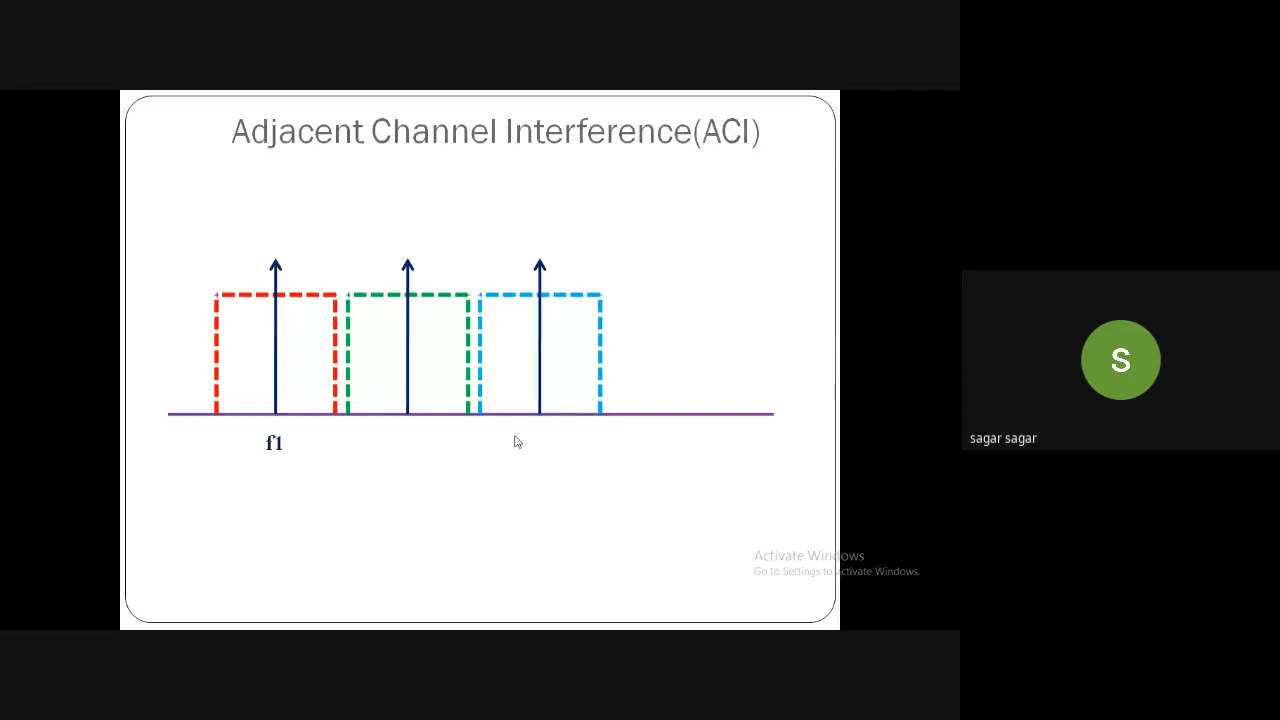 Adjacent Channel Interference(ACI)
S
sagar sagar
f1
Activate Windows
Go to Settings to activate Windows.